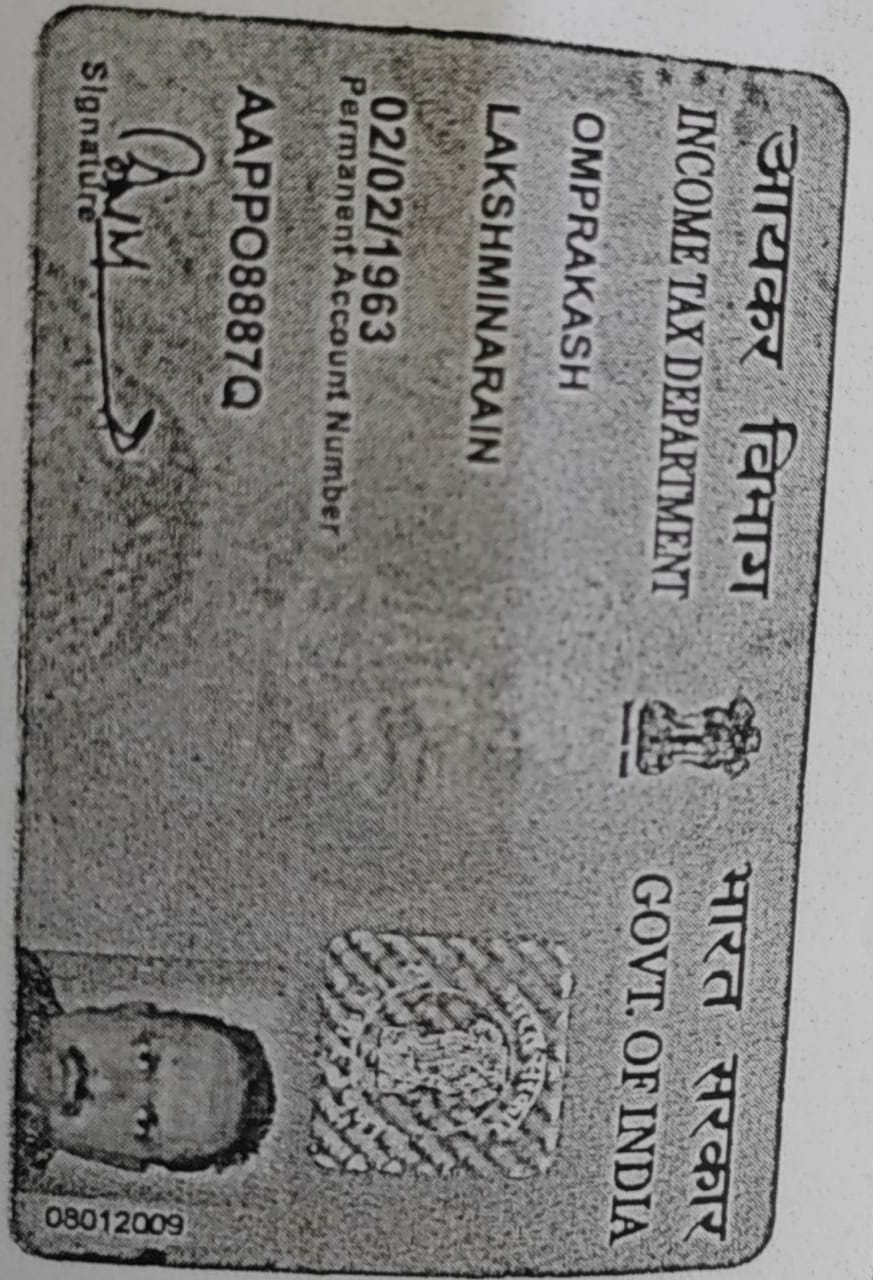 आयकर विभाग
INCOME TAX DEPARTMENT
भारत सरकार
GOVT. OF INDIA
OMPRAKASH
LAKSHMINARAIN
02/02/1963
Permanent Account Number
AAPPO8887Q
Signature
08012009